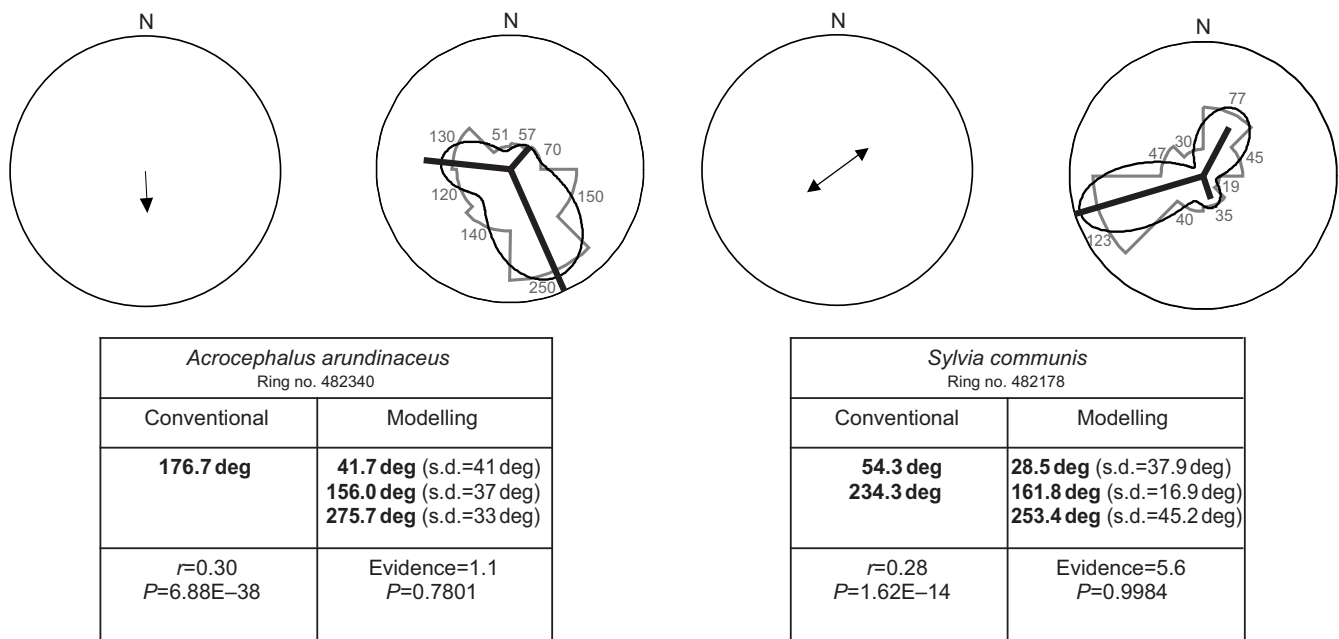 N
N
N
N
130
51
57
70
150
120
140
250
77
30
47
45
19
35
40
123
Acrocephalus arundinaceus
Ring no. 482340
Conventional
Modelling
176.7 deg
41.7 deg (s.d.=41 deg)
156.0 deg (s.d.=37 deg)
275.7 deg (s.d.=33 deg)
r=0.30
P=6.88E–38
Evidence=1.1
P=0.7801
Sylvia communis
Ring no. 482178
Conventional
Modelling
54.3 deg
234.3 deg
28.5 deg (s.d.=37.9 deg)
161.8 deg (s.d.=16.9 deg)
253.4 deg (s.d.=45.2 deg)
r=0.28
P=1.62E–14
Evidence=5.6
P=0.9984